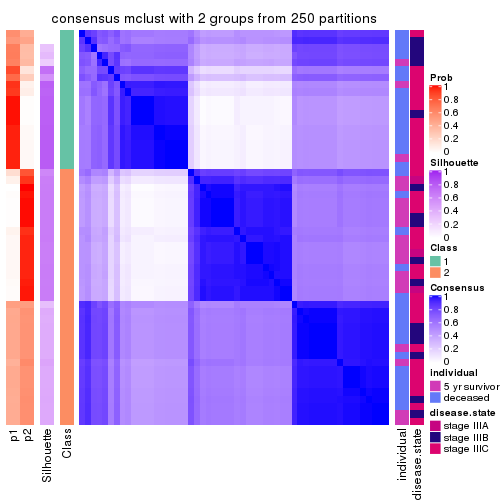 consensus mclust with 2 groups from 250 partitions
Prob
1
0.8
0.6
0.4
0.2
0
Silhouette
1
0.8
0.6
0.4
0.2
0
Class
1
2
Consensus
1
0.8
0.6
0.4
0.2
0
individual
5 yr survivor
deceased
disease.state
stage IIIA
stage IIIB
stage IIIC
p1
p2
Silhouette
Class
individual
disease.state